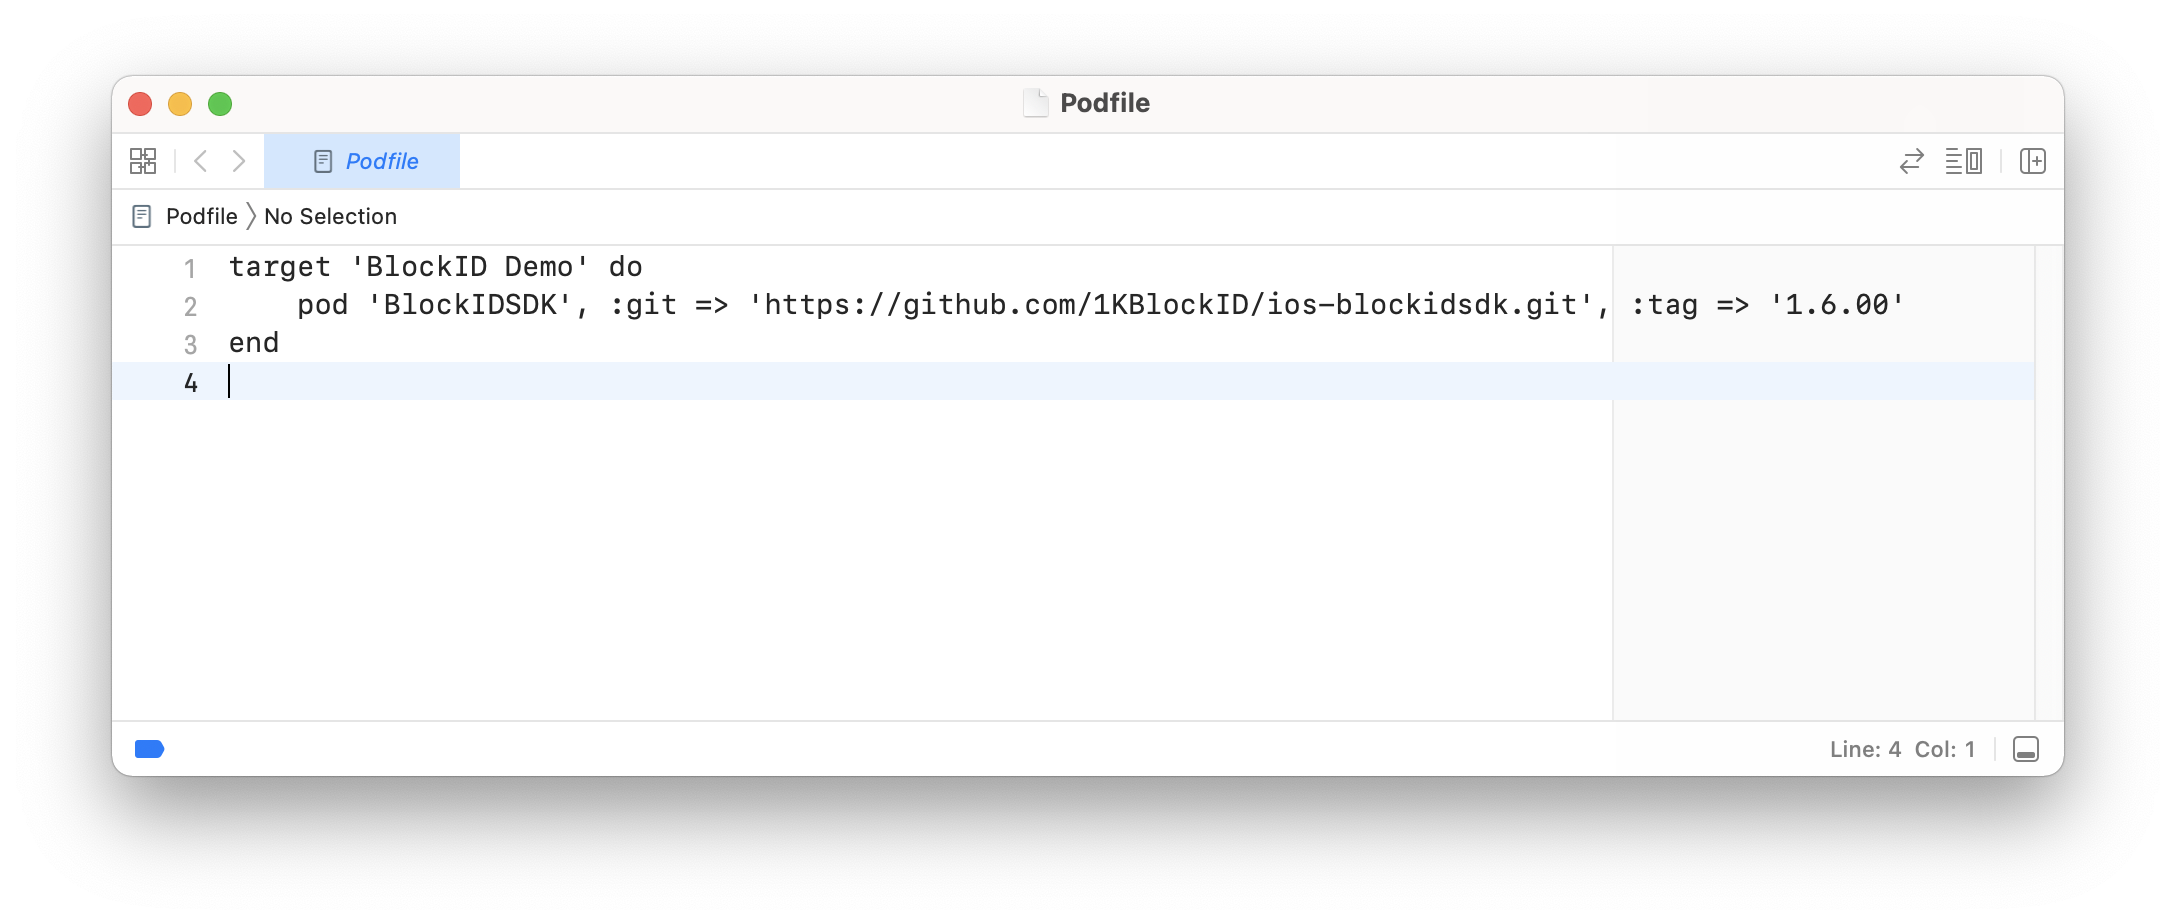 Podfile
Podfile
Podfile No Selection
1 target 'BlockID Demo' do
2     pod 'BlockIDSDK', :git => 'https://github.com/1KBlockID/ios-blockidsdk.git', :tag => '1.6.00'
3 end
4
Line: 4 Col: 1